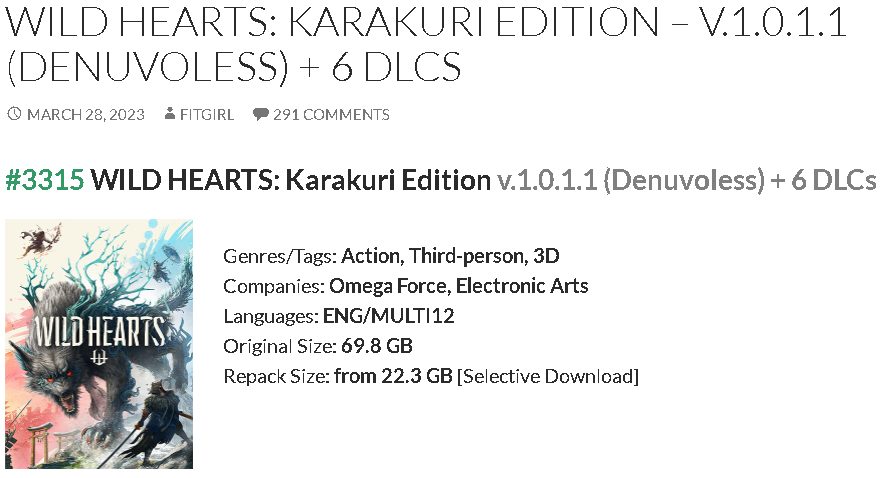 WILD HEARTS: KARAKURI EDITION – V.1.0.1.1
(DENUVOLESS) + 6 DLCS
MARCH 28, 2023 FITGIRL 291 COMMENTS
#3315 WILD HEARTS: Karakuri Edition v.1.0.1.1 (Denuvoless) + 6 DLCs
WILD HEARTS
Genres/Tags: Action, Third-person, 3D
Companies: Omega Force, Electronic Arts
Languages: ENG/MULTI12
Original Size: 69.8 GB
Repack Size: from 22.3 GB [Selective Download]